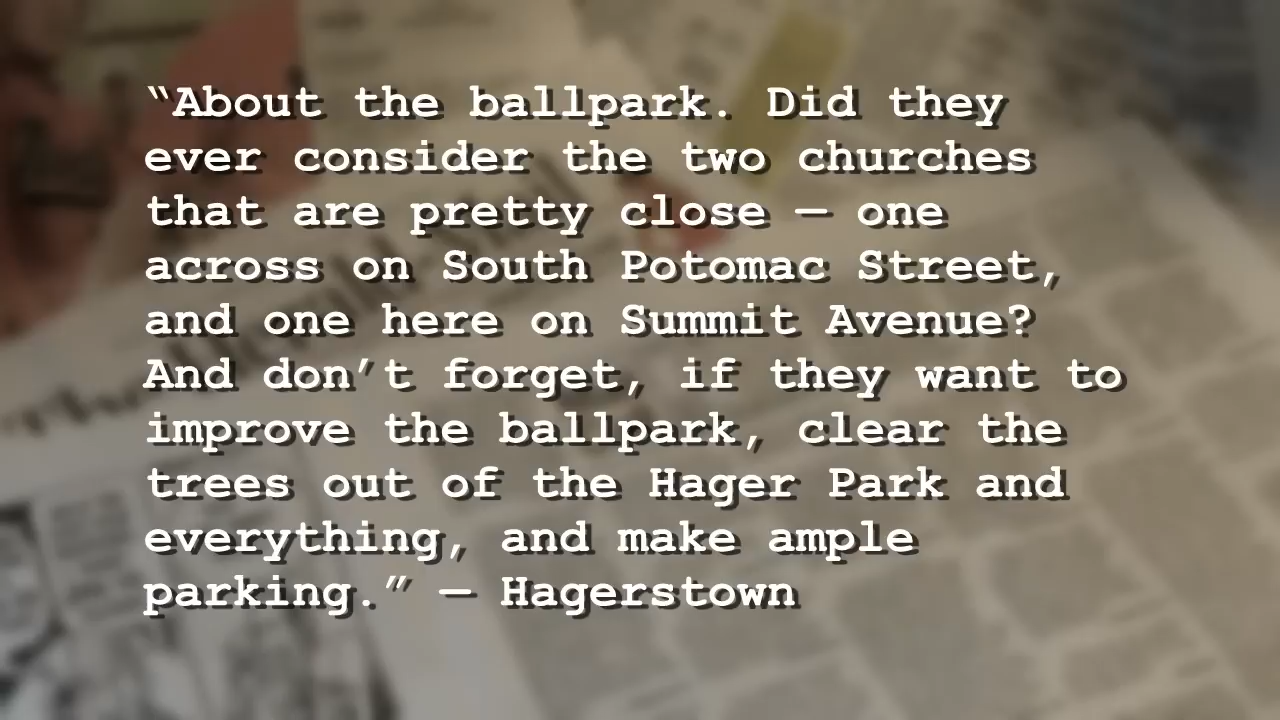 “About the ballpark. Did they
ever consider the two churches
that are pretty close — one
across on South Potomac Street,
and one here on Summit Avenue?
And don’t forget, if they want to
improve the ballpark, clear the
trees out of the Hager Park and
everything, and make ample
parking.” — Hagerstown